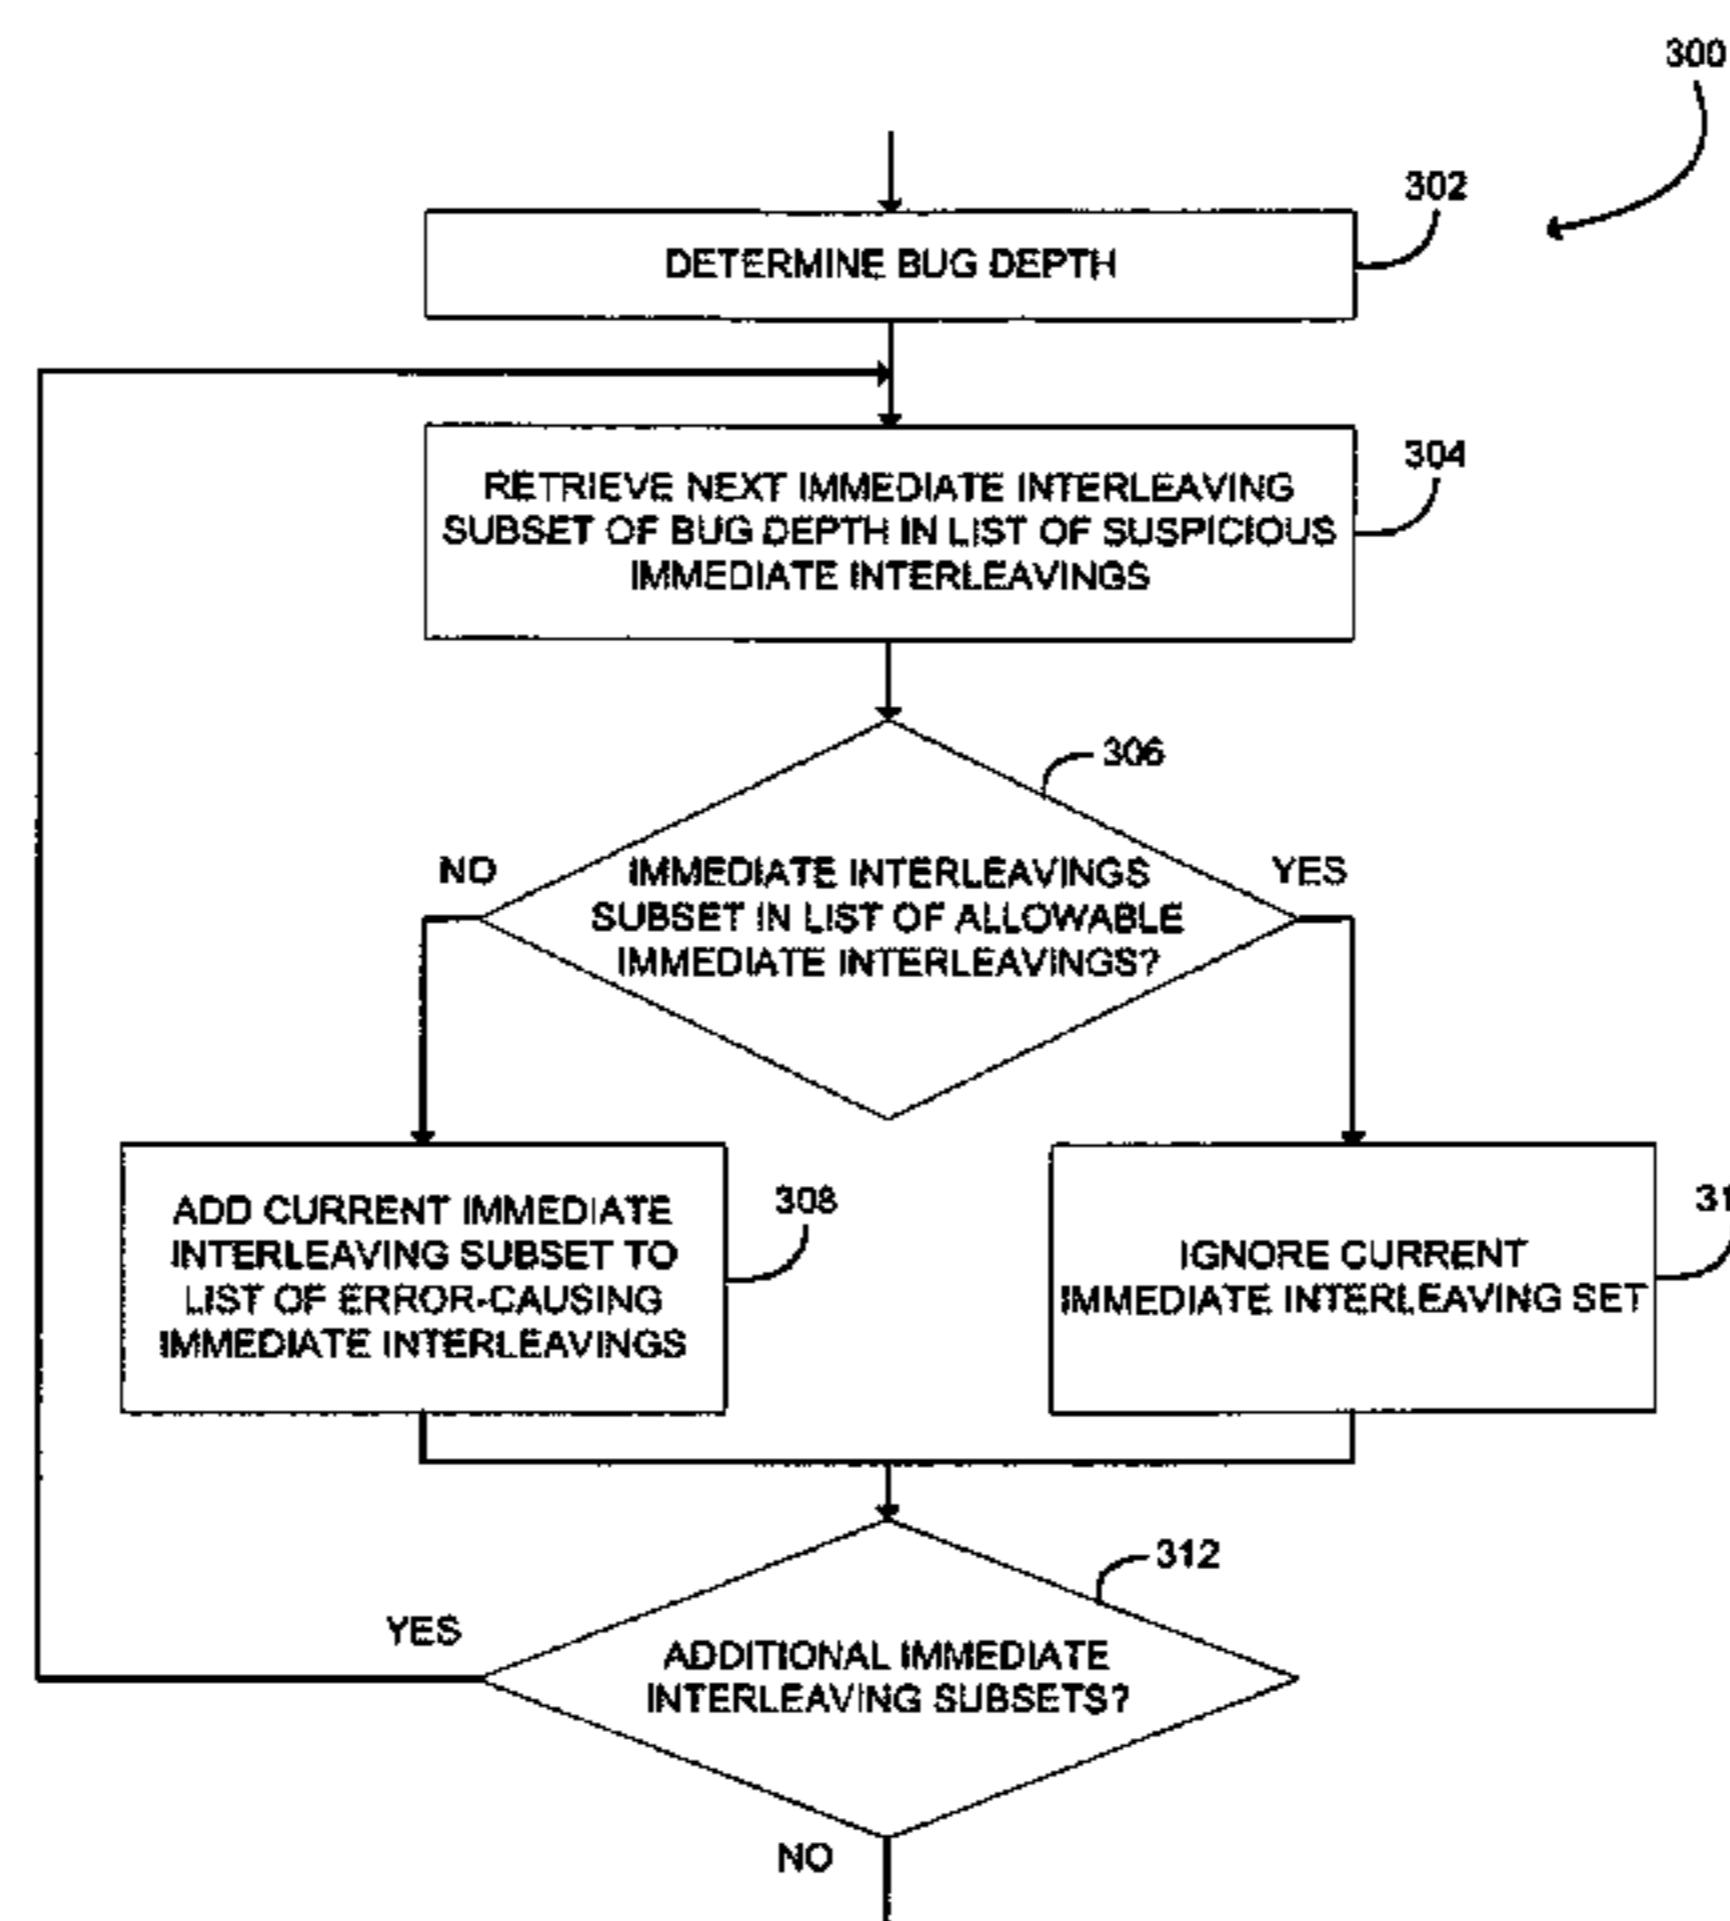 300
302
DETERMINE BUG DEPTH
304
RETRIEVE NEXT IMMEDIATE INTERLEAVING
SUBSET OF BUG DEPTH IN LIST OF SUSPICIOUS
IMMEDIATE INTERLEAVINGS
306
NO
YES
IMMEDIATE INTERLEAVINGS
SUBSET IN LIST OF ALLOWABLE
IMMEDIATE INTERLEAVINGS?
308
ADD CURRENT IMMEDIATE
INTERLEAVING SUBSET TO
LIST OF ERROR-CAUSING
IMMEDIATE INTERLEAVINGS
IGNORE CURRENT
IMMEDIATE INTERLEAVING SET
312
YES
ADDITIONAL IMMEDIATE
INTERLEAVING SUBSETS?
NO